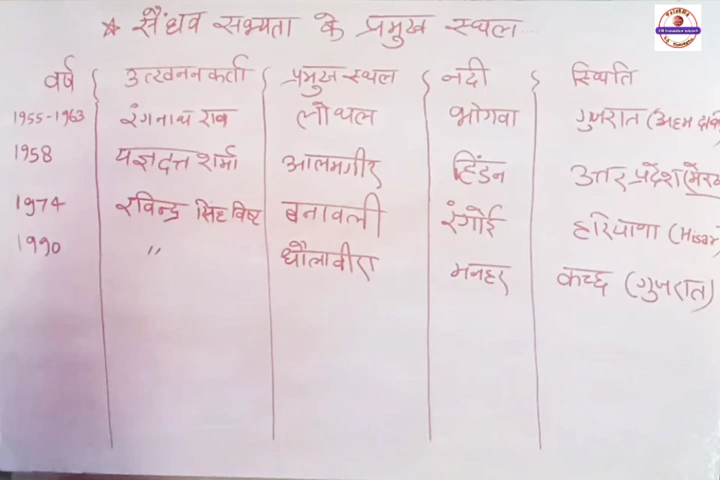 ★ सैंधव सभ्यता के प्रमुख स्थल
वर्ष उत्खननकर्ता प्रमुख स्थल नदी स्थिति
1955-1963 रंगनाथ राव लोथल भोगवा गुजरात (अहमदाबा
1958 यज्ञदत्त शर्मा आलमगीर हिंडन उत्तर प्रदेश (मेरठ
1974 रविन्द्र सिंह विष्ट बनावली रंगोई हरियाणा (Hisar)
1990 〃 धौलावीरा मनहर कच्छ (गुजरात)